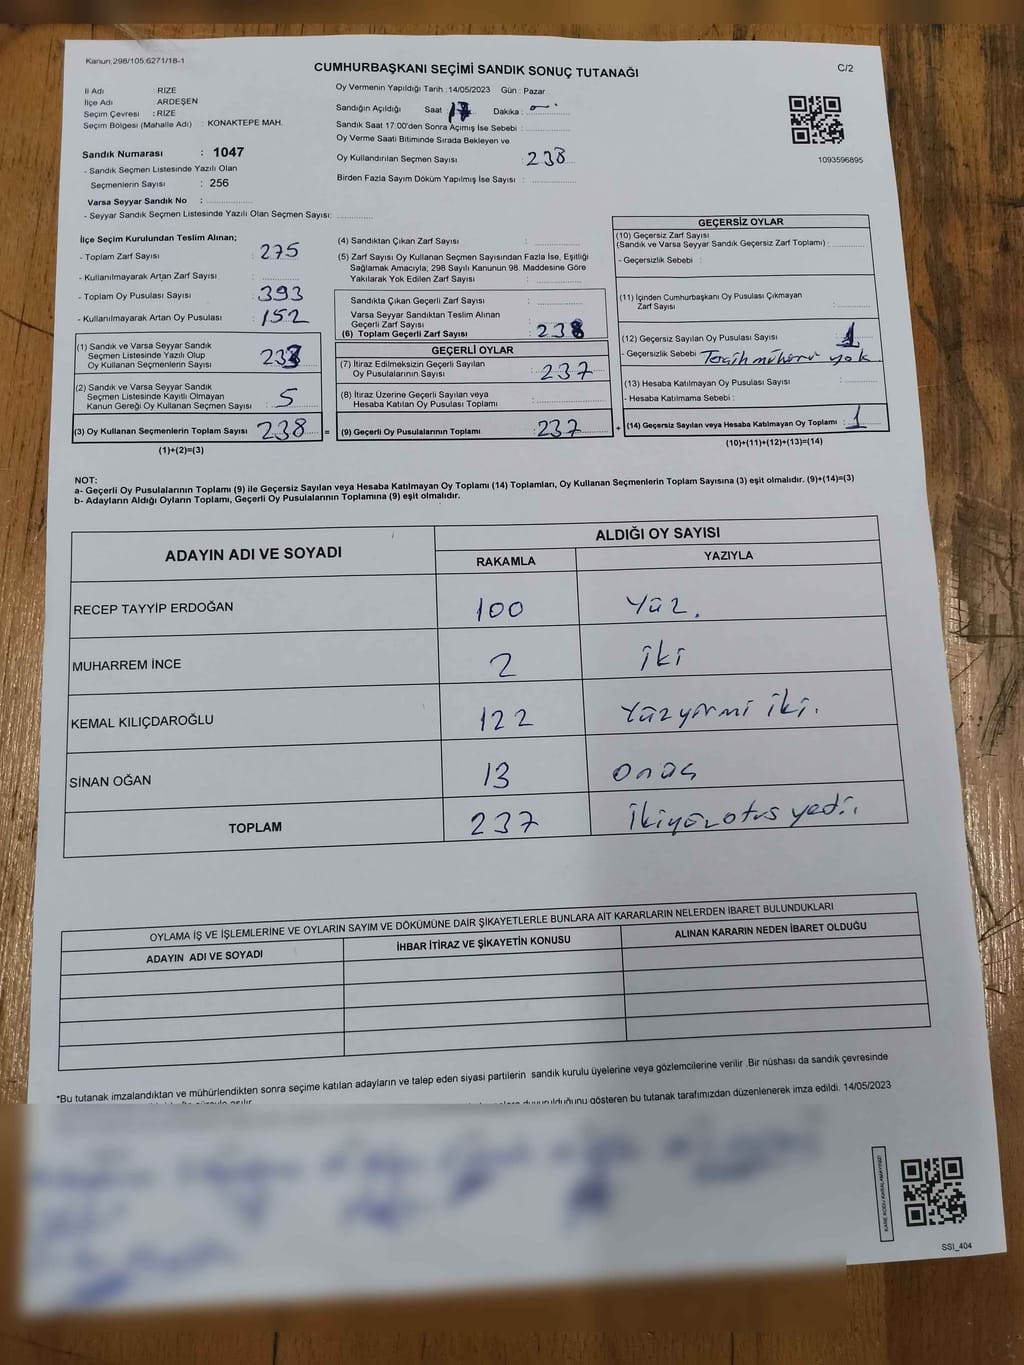 Kanun:298/105:6271/18-1
CUMHURBAŞKANI SEÇİMİ SANDIK SONUÇ TUTANAĞI
C/2
İl Adı : RİZE
İlçe Adı : ARDEŞEN
Seçim Çevresi : RİZE
Seçim Bölgesi (Mahalle Adı) : KONAKTEPE MAH.
Sandık Numarası : 1047
- Sandık Seçmen Listesinde Yazılı Olan
Seçmenlerin Sayısı : 256
Varsa Seyyar Sandık No :
- Seyyar Sandık Seçmen Listesinde Yazılı Olan Seçmen Sayısı:
Oy Vermenin Yapıldığı Tarih :14/05/2023 Gün : Pazar
Sandığın Açıldığı Saat : 17 Dakika :
Sandık Saat 17:00'den Sonra Açımış İse Sebebi :
Oy Verme Saati Bitiminde Sırada Bekleyen ve
Oy Kullandırılan Seçmen Sayısı : 238
Birden Fazla Sayım Döküm Yapılmış İse Sayısı :
1093596895
İlçe Seçim Kurulundan Teslim Alınan;
- Toplam Zarf Sayısı : 275
- Kullanılmayarak Artan Zarf Sayısı :
- Toplam Oy Pusulası Sayısı : 393
- Kullanılmayarak Artan Oy Pusulası : 152
(1) Sandık ve Varsa Seyyar Sandık
Seçmen Listesinde Yazılı Olup
Oy Kullanan Seçmenlerin Sayısı : 233
(2) Sandık ve Varsa Seyyar Sandık
Seçmen Listesinde Kayıtlı Olmayan
Kanun Gereği Oy Kullanan Seçmen Sayısı : 5
(3) Oy Kullanan Seçmenlerin Toplam Sayısı : 238
(1)+(2)=(3)
(4) Sandıktan Çıkan Zarf Sayısı :
(5) Zarf Sayısı Oy Kullanan Seçmen Sayısından Fazla İse, Eşitliği
Sağlamak Amacıyla; 298 Sayılı Kanunun 98. Maddesine Göre
Yakılarak Yok Edilen Zarf Sayısı :
Sandıkta Çıkan Geçerli Zarf Sayısı :
Varsa Seyyar Sandıktan Teslim Alınan
Geçerli Zarf Sayısı :
(6) Toplam Geçerli Zarf Sayısı : 238
GEÇERLİ OYLAR
(7) İtiraz Edilmeksizin Geçerli Sayılan
Oy Pusulalarının Sayısı : 237
(8) İtiraz Üzerine Geçerli Sayılan veya
Hesaba Katılan Oy Pusulası Toplamı :
= (9) Geçerli Oy Pusulalarının Toplamı : 237 +
GEÇERSİZ OYLAR
(10) Geçersiz Zarf Sayısı
(Sandık ve Varsa Seyyar Sandık Geçersiz Zarf Toplamı) :
- Geçersizlik Sebebi :
(11) İçinden Cumhurbaşkanı Oy Pusulası Çıkmayan
Zarf Sayısı :
(12) Geçersiz Sayılan Oy Pusulası Sayısı : 1
- Geçersizlik Sebebi : Tercih mühürü yok
(13) Hesaba Katılmayan Oy Pusulası Sayısı :
- Hesaba Katılmama Sebebi :
(14) Geçersiz Sayılan veya Hesaba Katılmayan Oy Toplamı : 1
(10)+(11)+(12)+(13)=(14)
NOT:
a- Geçerli Oy Pusulalarının Toplamı (9) ile Geçersiz Sayılan veya Hesaba Katılmayan Oy Toplamı (14) Toplamları, Oy Kullanan Seçmenlerin Toplam Sayısına (3) eşit olmalıdır. (9)+(14)=(3)
b- Adayların Aldığı Oyların Toplamı, Geçerli Oy Pusulalarının Toplamına (9) eşit olmalıdır.
ADAYIN ADI VE SOYADI
ALDIĞI OY SAYISI
RAKAMLA YAZIYLA
RECEP TAYYİP ERDOĞAN 100 Yüz.
MUHARREM İNCE 2 iki
KEMAL KILIÇDAROĞLU 122 Yüzyirmi iki.
SİNAN OĞAN 13 onüç
TOPLAM 237 İkiyüzotuz yedi.
OYLAMA İŞ VE İŞLEMLERİNE VE OYLARIN SAYIM VE DÖKÜMÜNE DAİR ŞİKAYETLERLE BUNLARA AİT KARARLARIN NELERDEN İBARET BULUNDUKLARI
ADAYIN ADI VE SOYADI İHBAR İTİRAZ VE ŞİKAYETİN KONUSU ALINAN KARARIN NEDEN İBARET OLDUĞU
*Bu tutanak imzalandıktan ve mühürlendikten sonra seçime katılan adayların ve talep eden siyasi partilerin sandık kurulu üyelerine veya gözlemcilerine verilir .Bir nüshası da sandık çevresinde
duyurulduğunu gösteren bu tutanak tarafımızdan düzenlenerek imza edildi. 14/05/2023
KARE KODU KARALAMAYINIZ!
SSI_404